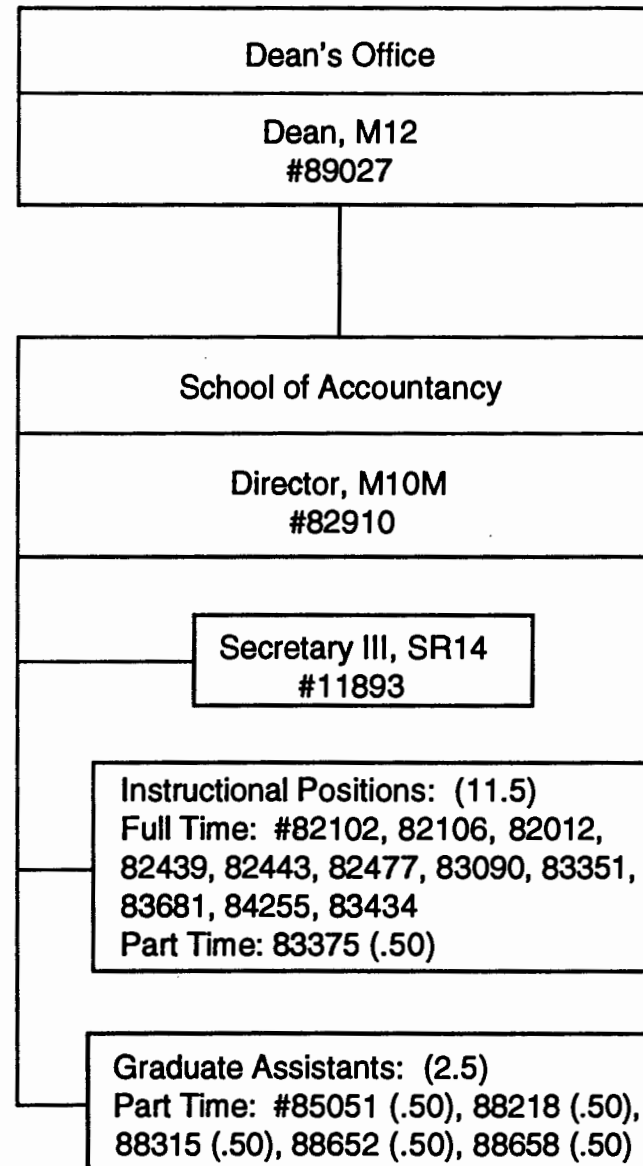 Dean's Office
Dean, M12
#89027
School of Accountancy
Director, M10M
#82910
Secretary III, SR14
#11893
Instructional Positions: (11.5)
Full Time: #82102, 82106, 82012,
82439, 82443, 82477, 83090, 83351,
83681, 84255, 83434
Part Time: 83375 (.50)
Graduate Assistants: (2.5)
Part Time: #85051 (.50), 88218 (.50),
88315 (.50), 88652 (.50), 88658 (.50)